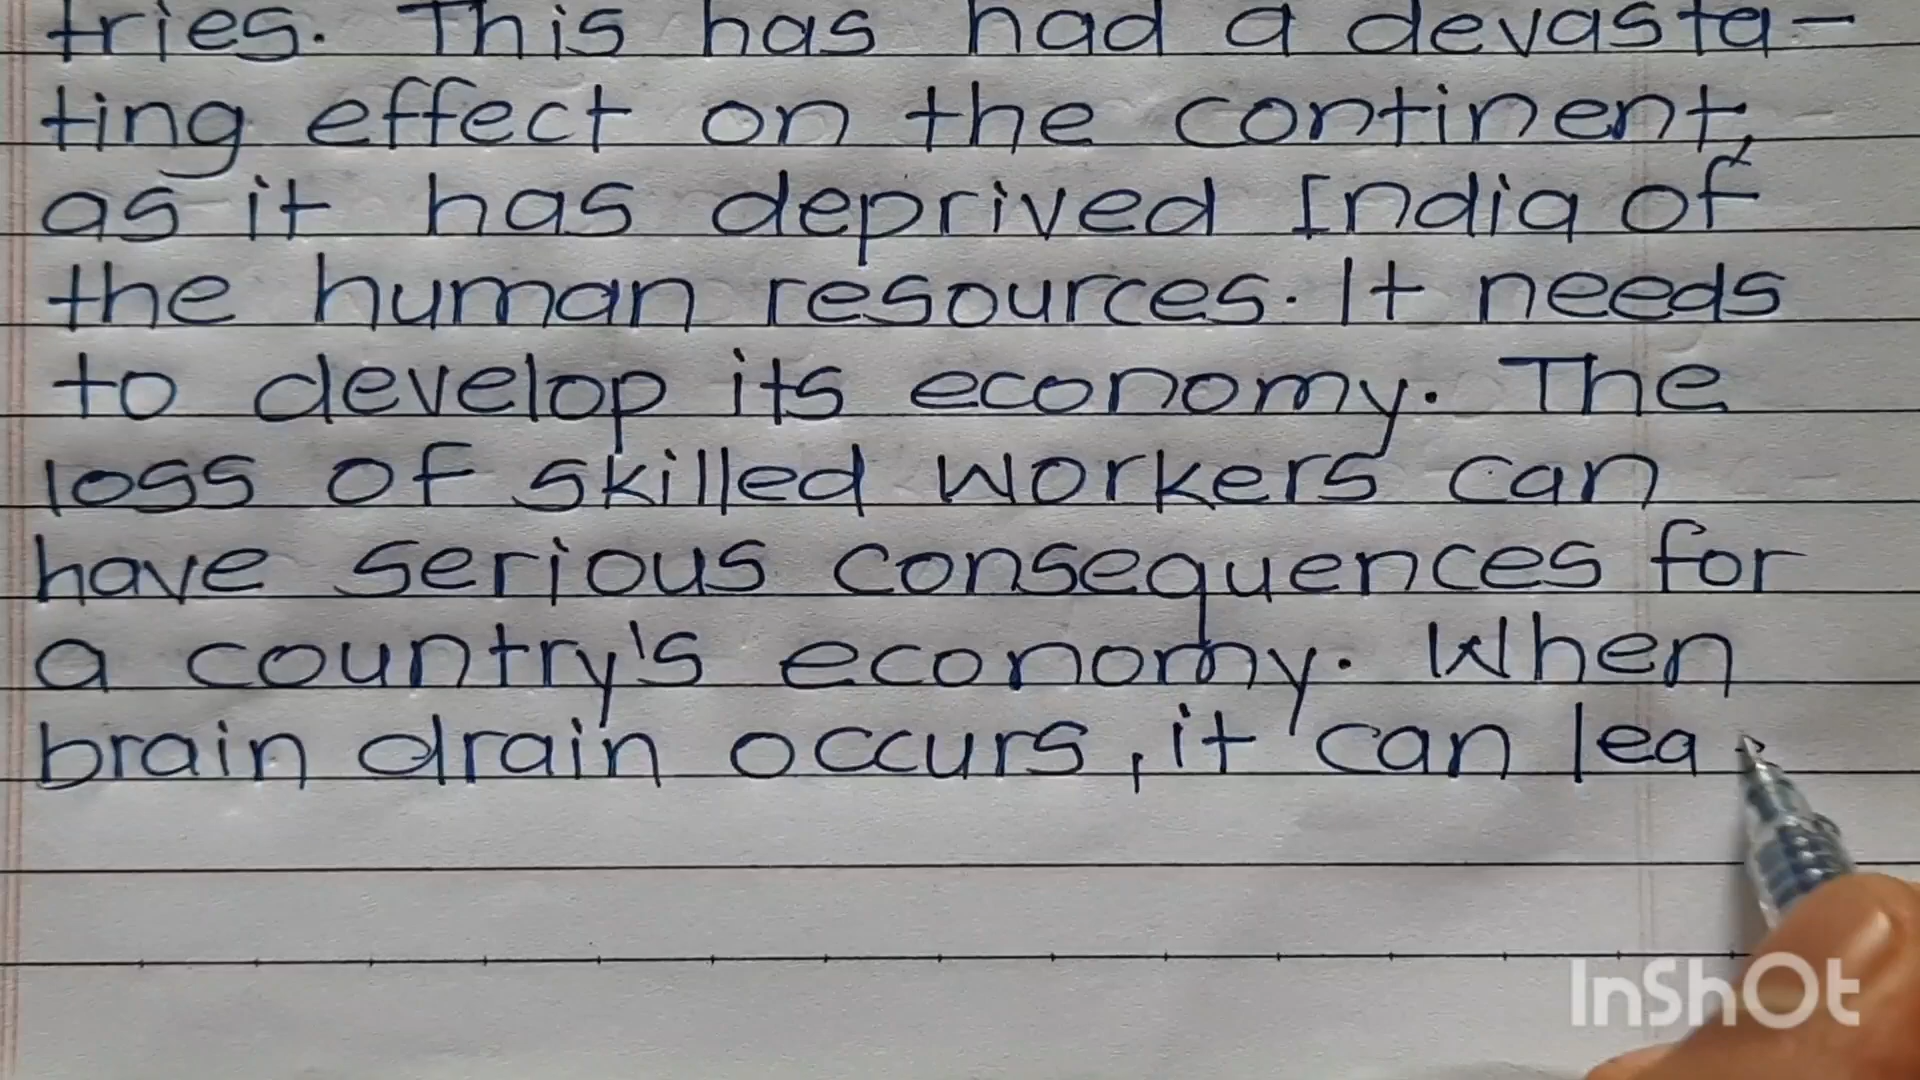 tries. This has had a devasta-
ting effect on the continent,
as it has deprived India of
the human resources. It needs
to develop its economy. The
loss of skilled workers can
have serious consequences for
a country's economy. When
brain drain occurs, it can lea
InShOt